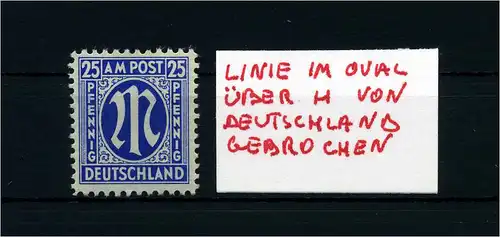 25 AM POST 25
PFENNIG M PFENNIG
DEUTSCHLAND
LINIE IM OVAL
ÜBER H VON
DEUTSCHLAND
GEBROCHEN